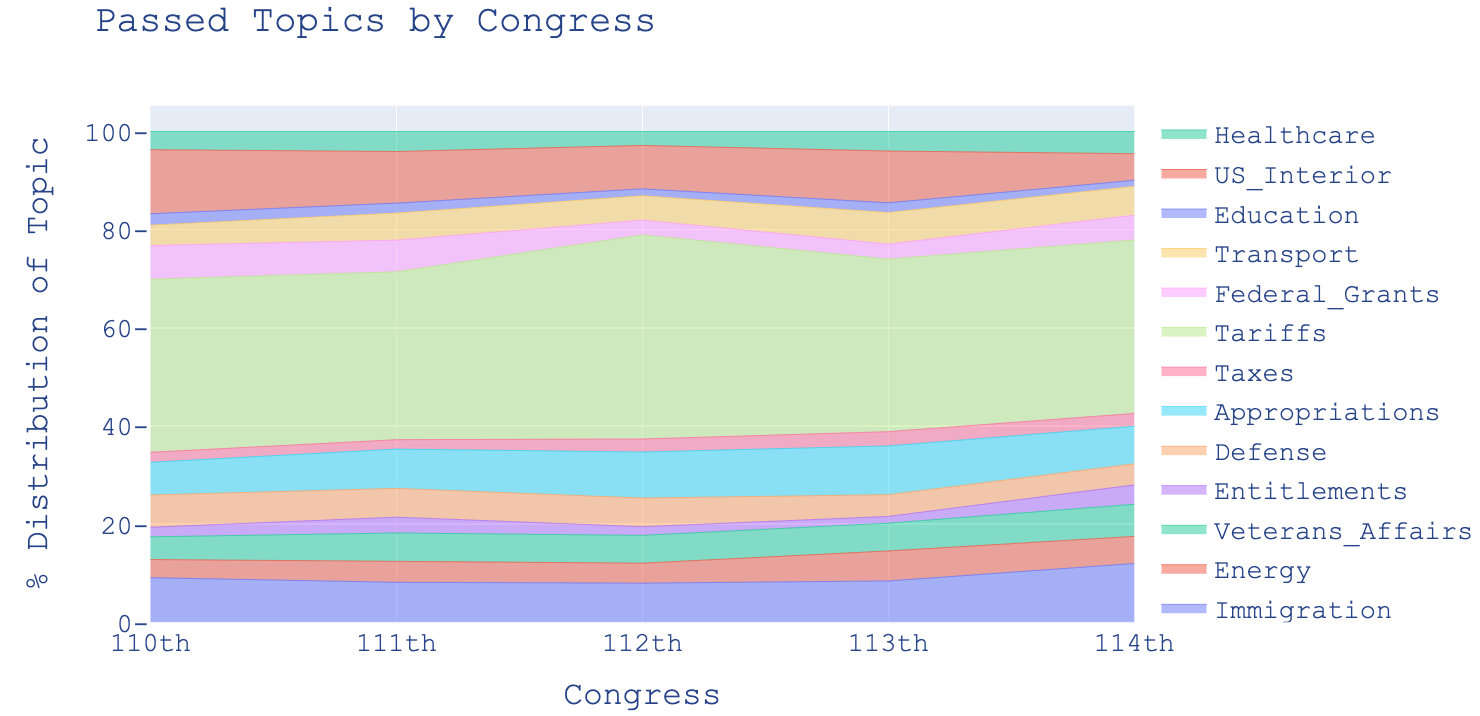 Passed Topics by Congress
% Distribution of Topic
100
80
60
40
20
0
110th
111th
112th
113th
114th
Congress
Healthcare
US_Interior
Education
Transport
Federal_Grants
Tariffs
Taxes
Appropriations
Defense
Entitlements
Veterans_Affairs
Energy
Immigration